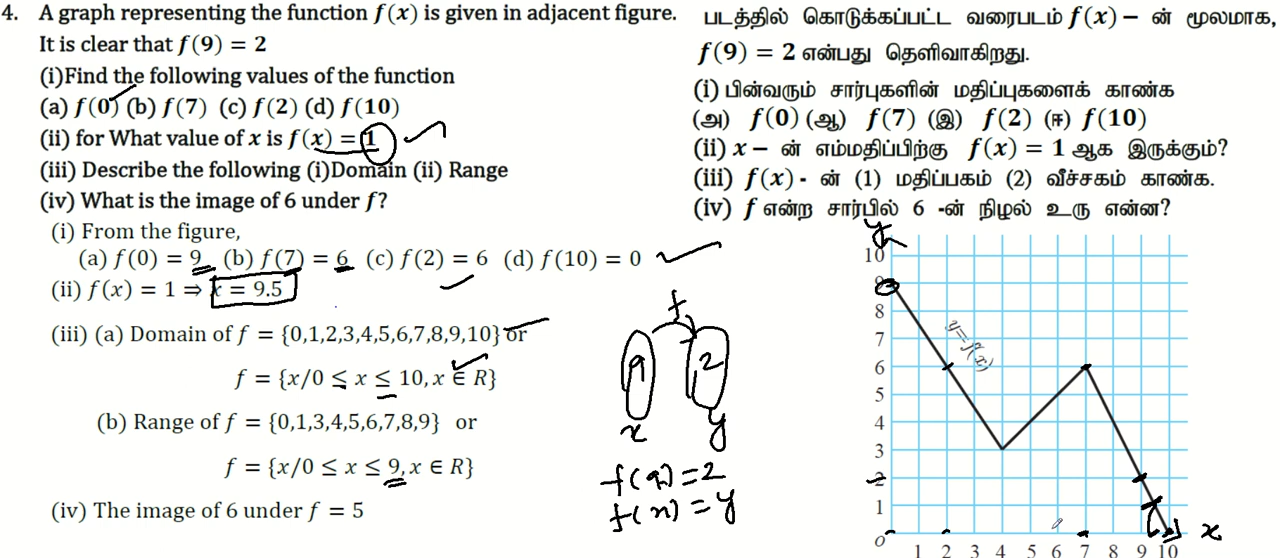 4. A graph representing the function f(x) is given in adjacent figure.
It is clear that f(9) = 2
(i)Find the following values of the function
(a) f(0) (b) f(7) (c) f(2) (d) f(10)
(ii) for What value of x is f(x) = 1
(iii) Describe the following (i)Domain (ii) Range
(iv) What is the image of 6 under f?
படத்தில் கொடுக்கப்பட்ட வரைபடம் f(x) – ன் மூலமாக,
f(9) = 2 என்பது தெளிவாகிறது.
(i) பின்வரும் சார்புகளின் மதிப்புகளைக் காண்க
(அ) f(0) (ஆ) f(7) (இ) f(2) (ஈ) f(10)
(ii) x – ன் எம்மதிப்பிற்கு f(x) = 1 ஆக இருக்கும்?
(iii) f(x) - ன் (1) மதிப்பகம் (2) வீச்சகம் காண்க.
(iv) f என்ற சார்பில் 6 -ன் நிழல் உரு என்ன?
(i) From the figure,
(a) f(0) = 9 (b) f(7) = 6 (c) f(2) = 6 (d) f(10) = 0
(ii) f(x) = 1 ⇒ x = 9.5
(iii) (a) Domain of f = {0,1,2,3,4,5,6,7,8,9,10} or
f = {x/0 ≤ x ≤ 10, x ∈ R}
(b) Range of f = {0,1,3,4,5,6,7,8,9} or
f = {x/0 ≤ x ≤ 9, x ∈ R}
(iv) The image of 6 under f = 5
f
9 2
x y
f(9) = 2
f(x) = y
y
10
9
8
7
6
5
4
3
2
1
0
y=f(x)
1 2 3 4 5 6 7 8 9 10
x